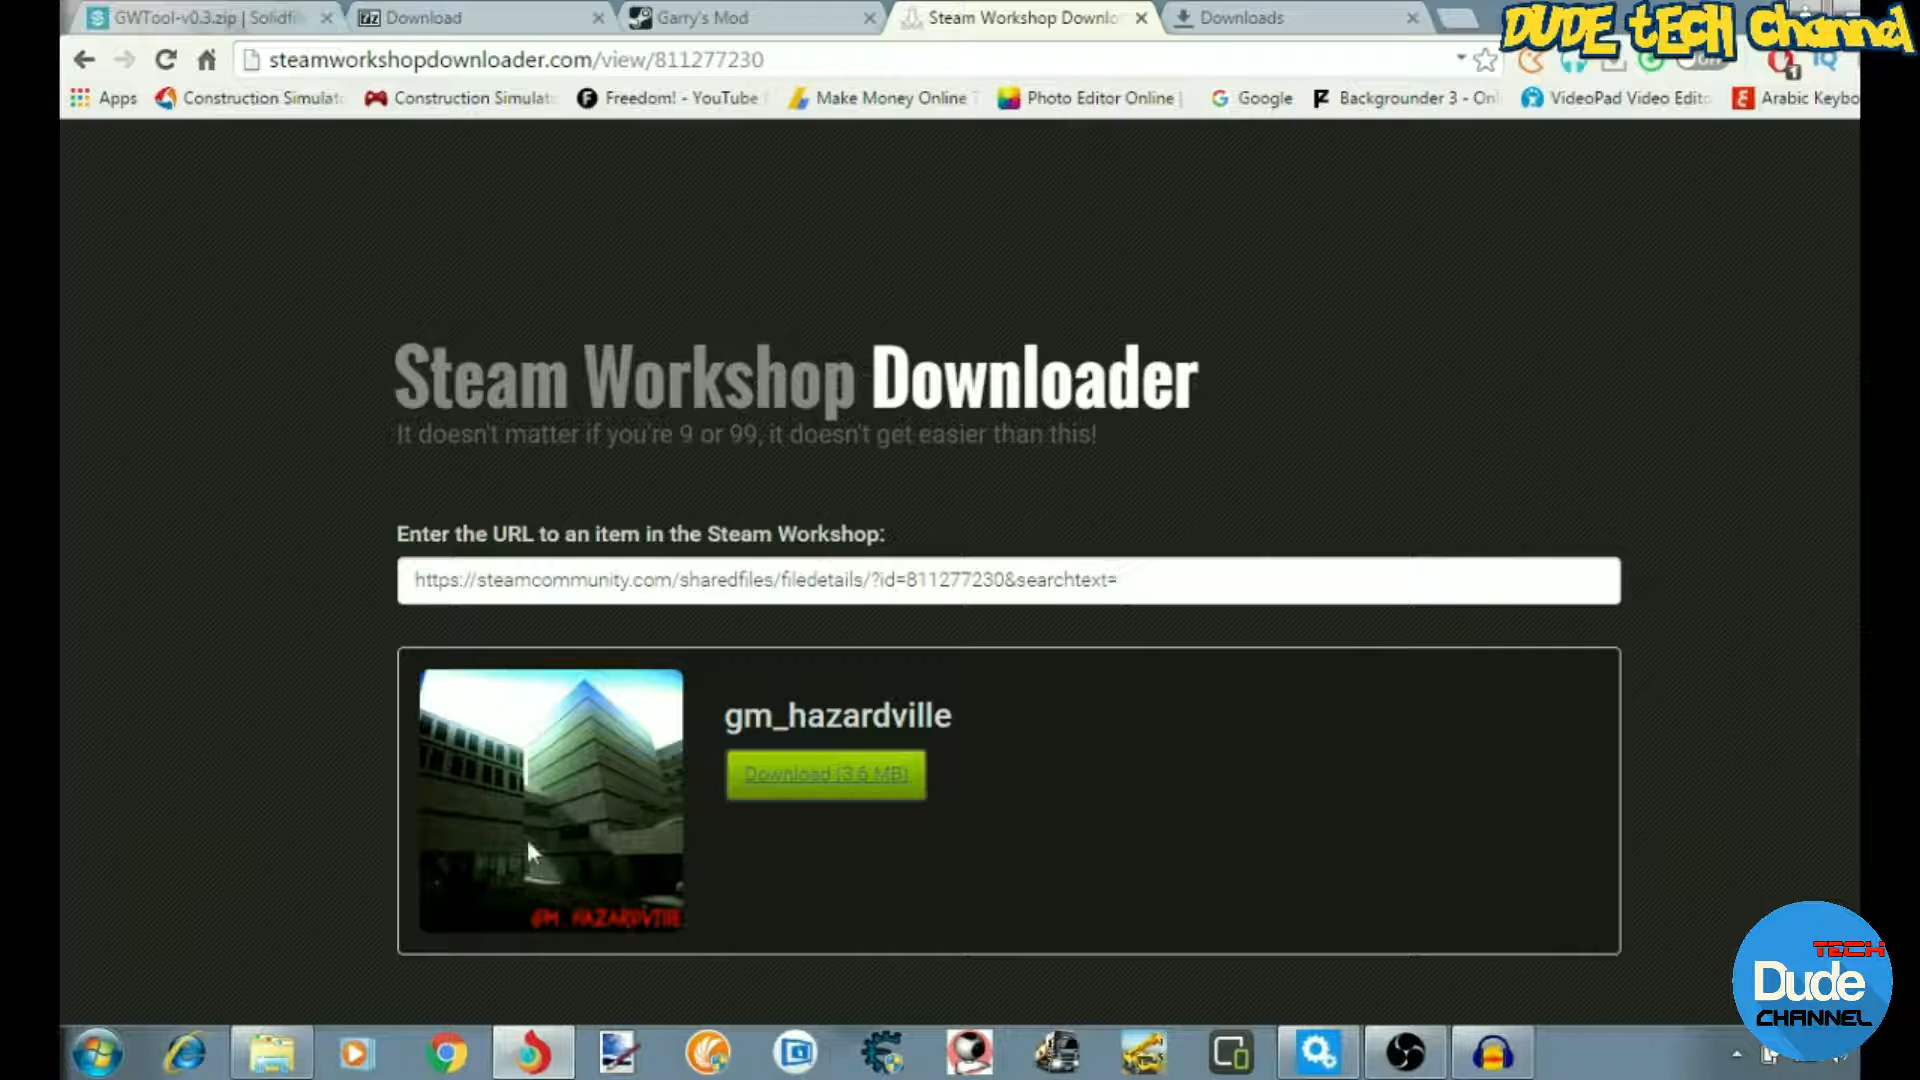 GWTool-v0.3.zip | Solidfi
Download
Garry's Mod
Steam Workshop Downlo
Downloads
DUDE tECH Channel
steamworkshopdownloader.com/view/811277230
Apps
Construction Simulat
Construction Simulat
Freedom! - YouTube
Make Money Online
Photo Editor Online |
Google
Backgrounder 3 - Onl
VideoPad Video Edit
Arabic Keybo
Steam Workshop Downloader
It doesn't matter if you're 9 or 99, it doesn't get easier than this!
Enter the URL to an item in the Steam Workshop:
https://steamcommunity.com/sharedfiles/filedetails/?id=811277230&searchtext=
gm_hazardville
Download (3.6 MB)
GM_HAZARDVILLE
TECH
Dude
CHANNEL